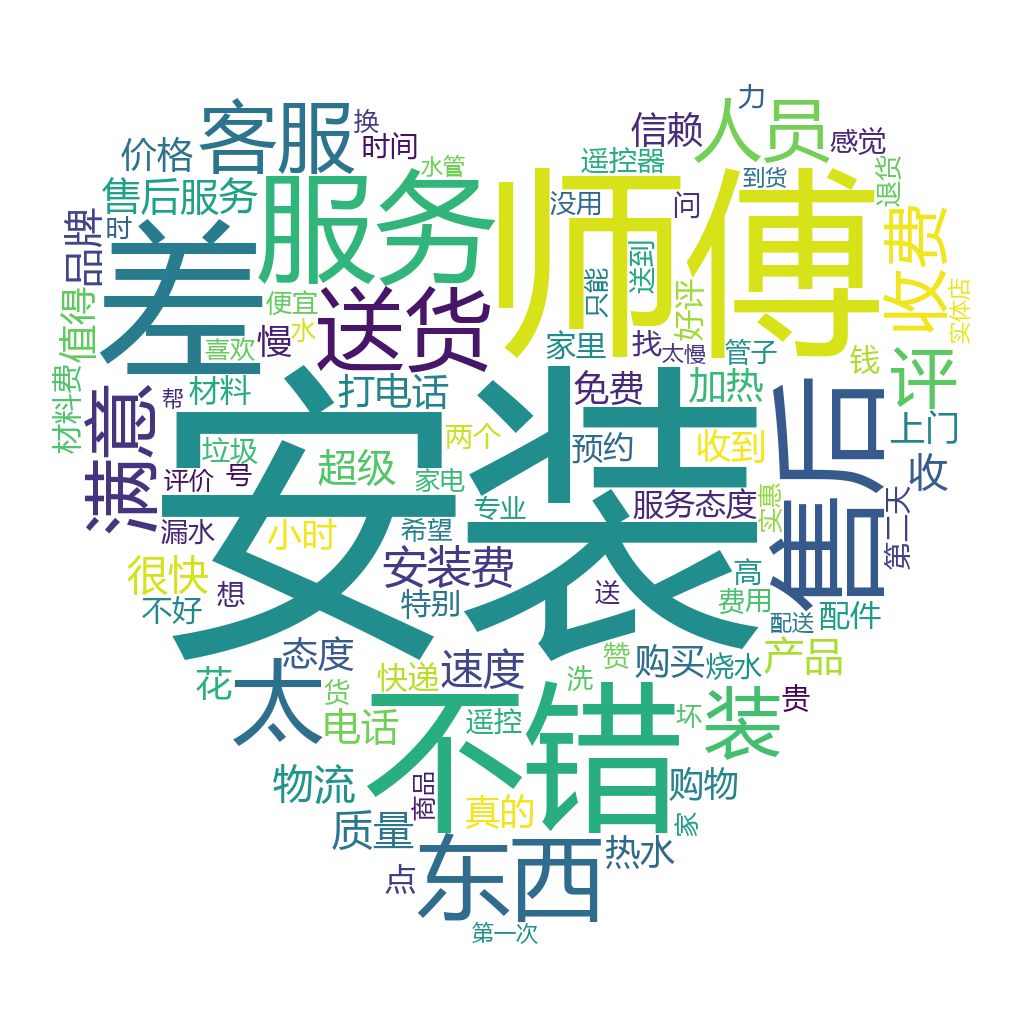 力
客服
换
人员
信赖
感觉
时间
价格
遥控器
水管
到货
退货
师傅
服务
售后服务
没用
问
品牌
时
差
收费
送到
只能
实体店
送货
值得
便宜
好评
水
慢
喜欢
家里
找
太慢
管子
钱
评
安装
材料费
材料
帮
打电话
免费
加热
售后
满意
上门
两个
预约
收到
垃圾
超级
家电
评价
号
收
第二天
实惠
服务态度
专业
漏水
小时
希望
安装费
很快
想
特别
送
高
费用
配件
不好
配送
态度
太
速度
赞
购买
烧水
产品
花
货
快递
洗
贵
不错
装
电话
遥控
坏
物流
商品
真的
购物
质量
家
东西
热水
点
第一次